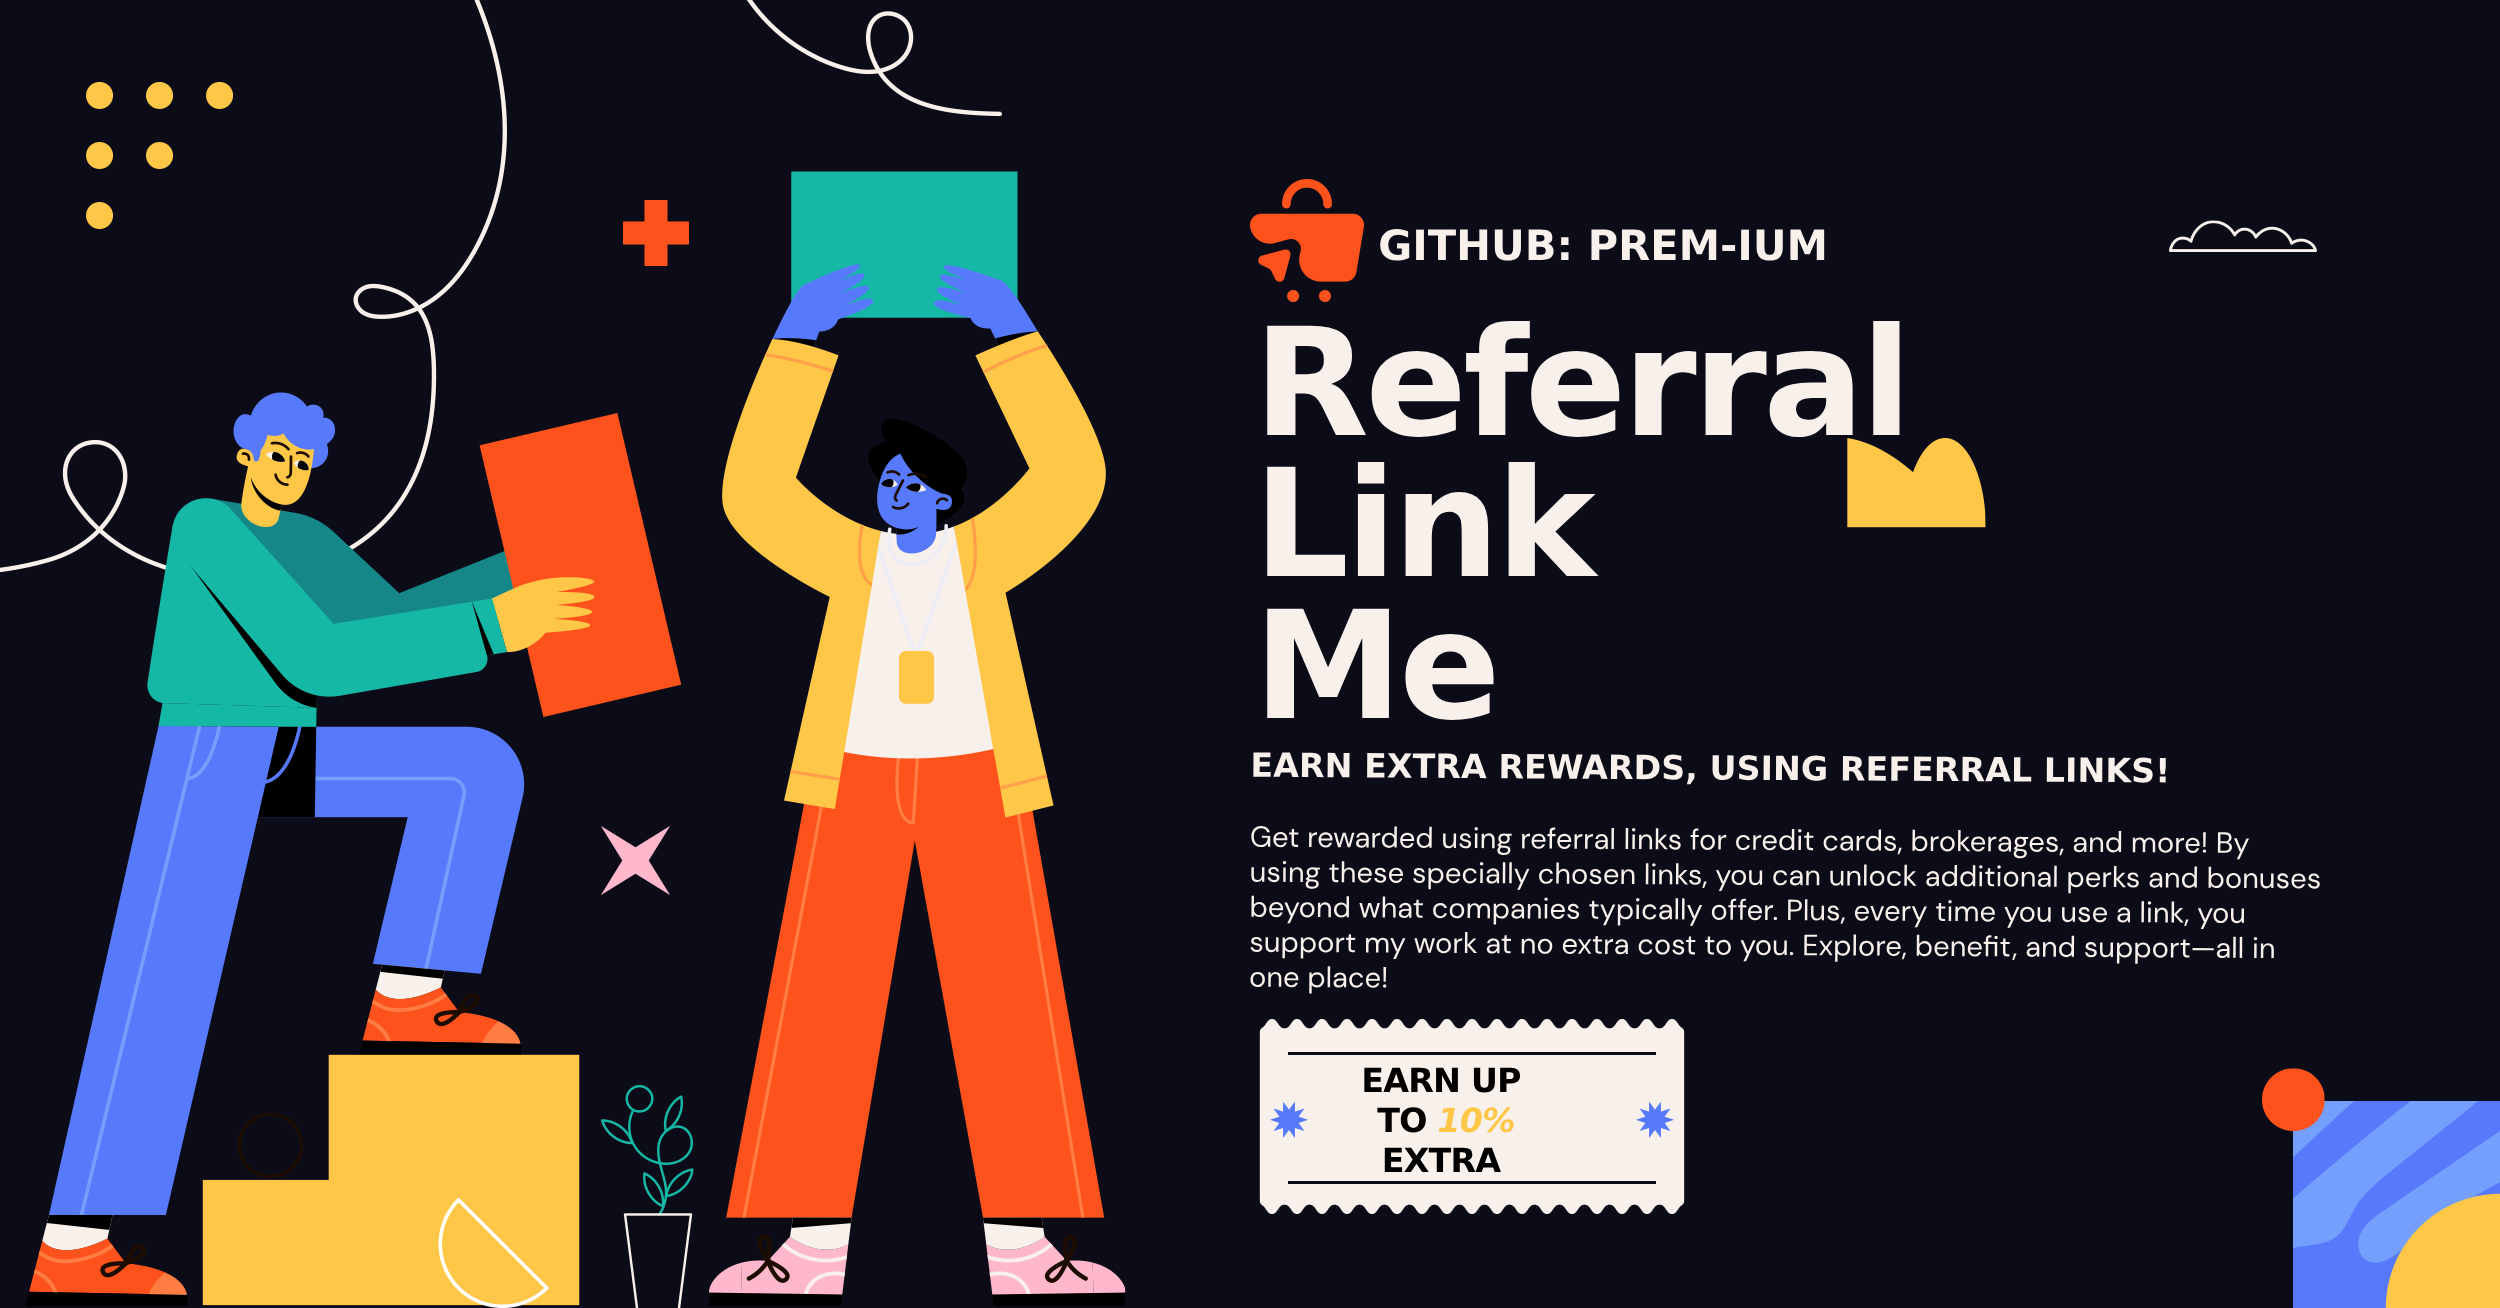 GITHUB: PREM-IUM
Referral
Link
Me
EARN EXTRA REWARDS, USING REFERRAL LINKS!
Get rewarded using referral links for credit cards, brokerages, and more! By
using these specially chosen links, you can unlock additional perks and bonuses
beyond what companies typically offer. Plus, every time you use a link, you
support my work at no extra cost to you. Explore, benefit, and support—all in
one place!
EARN UP
TO 10%
EXTRA